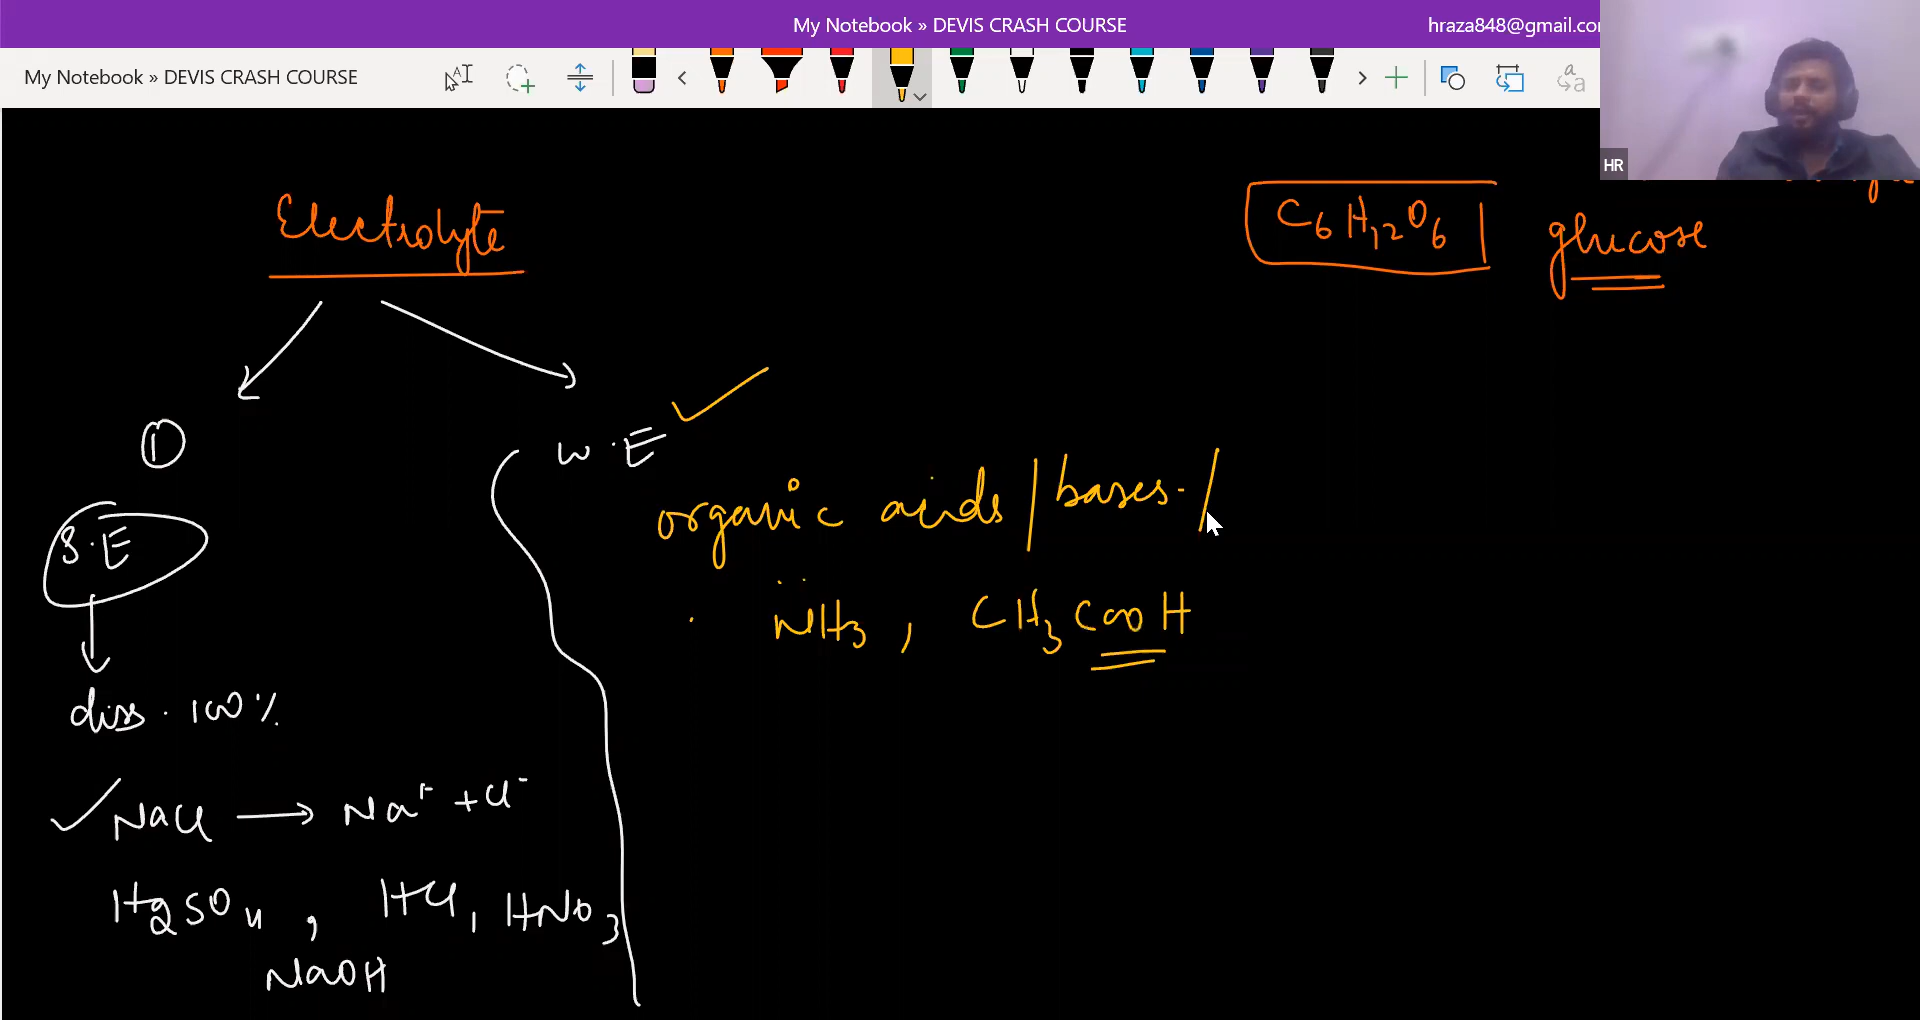 My Notebook » DEVIS CRASH COURSE
hraza848@gmail.co
My Notebook » DEVIS CRASH COURSE
HR
Electrolyte
C₆H₁₂O₆
glucose
①
W.E
organic acids / bases. /
S.E
NH₃, CH₃COOH
diss. 100%
NaCl → Na⁺ + Cl⁻
H₂SO₄, HCl, HNO₃
NaOH